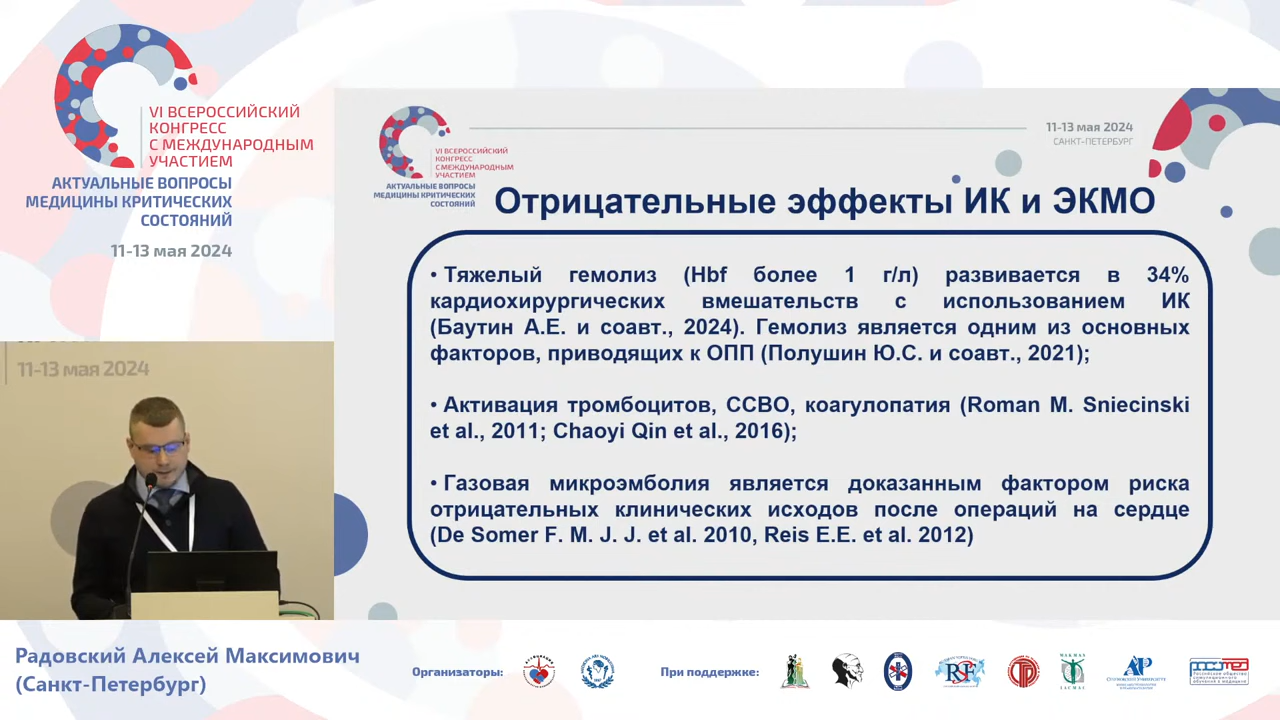 VI ВСЕРОССИЙСКИЙ
КОНГРЕСС
С МЕЖДУНАРОДНЫМ
УЧАСТИЕМ
АКТУАЛЬНЫЕ ВОПРОСЫ
МЕДИЦИНЫ КРИТИЧЕСКИХ
СОСТОЯНИЙ
11-13 мая 2024
11-13 мая 2024
VI ВСЕРОССИЙСКИЙ
КОНГРЕСС
С МЕЖДУНАРОДНЫМ
УЧАСТИЕМ
АКТУАЛЬНЫЕ ВОПРОСЫ
МЕДИЦИНЫ КРИТИЧЕСКИХ
СОСТОЯНИЙ
11-13 мая 2024
САНКТ-ПЕТЕРБУРГ
Отрицательные эффекты ИК и ЭКМО
• Тяжелый гемолиз (Hbf более 1 г/л) развивается в 34%
кардиохирургических вмешательств с использованием ИК
(Баутин А.Е. и соавт., 2024). Гемолиз является одним из основных
факторов, приводящих к ОПП (Полушин Ю.С. и соавт., 2021);
• Активация тромбоцитов, ССВО, коагулопатия (Roman M. Sniecinski
et al., 2011; Chaoyi Qin et al., 2016);
• Газовая микроэмболия является доказанным фактором риска
отрицательных клинических исходов после операций на сердце
(De Somer F. M. J. J. et al. 2010, Reis E.E. et al. 2012)
Радовский Алексей Максимович
(Санкт-Петербург)
Организаторы:
При поддержке: